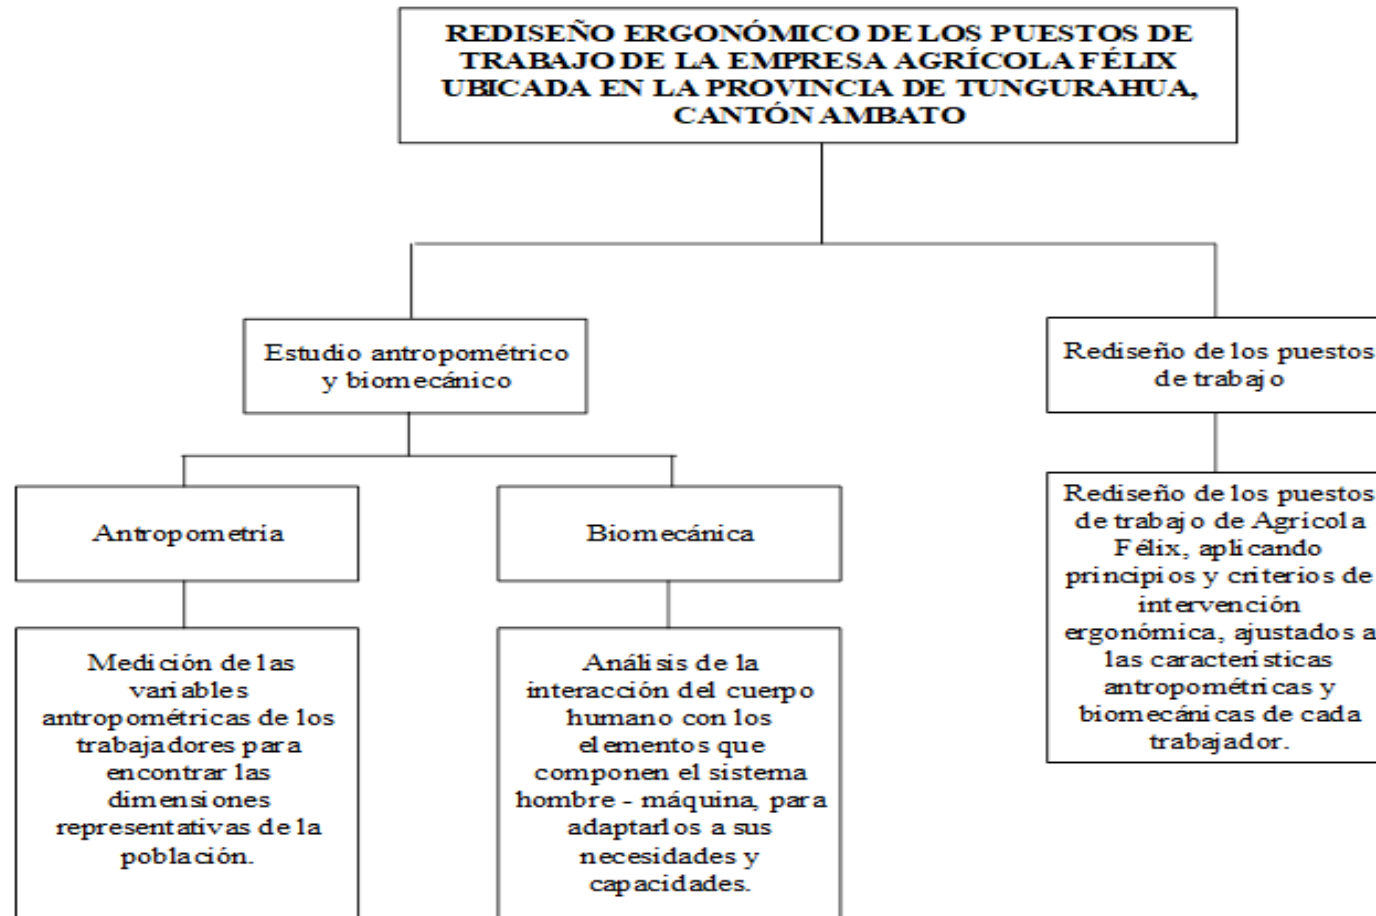 REDISEÑO ERGONÓMICO DE LOS PUESTOS DE
TRABAJO DE LA EMPRESA AGRÍCOLA FÉLIX
UBICADA EN LA PROVINCIA DE TUNGURAHUA,
CANTÓN AMBATO
Estudio antropométrico
y biomecánico
Rediseño de los puestos
de trabajo
Antropometría
Biomecánica
Medición de las
variables
antropométricas de los
trabajadores para
encontrar las
dimensiones
representativas de la
población.
Análisis de la
interacción del cuerpo
humano con los
elementos que
componen el sistema
hombre - máquina, para
adaptarlos a sus
necesidades y
capacidades.
Rediseño de los puestos
de trabajo de Agrícola
Félix, aplicando
principios y criterios de
intervención
ergonómica, ajustados a
las características
antropométricas y
biomecánicas de cada
trabajador.